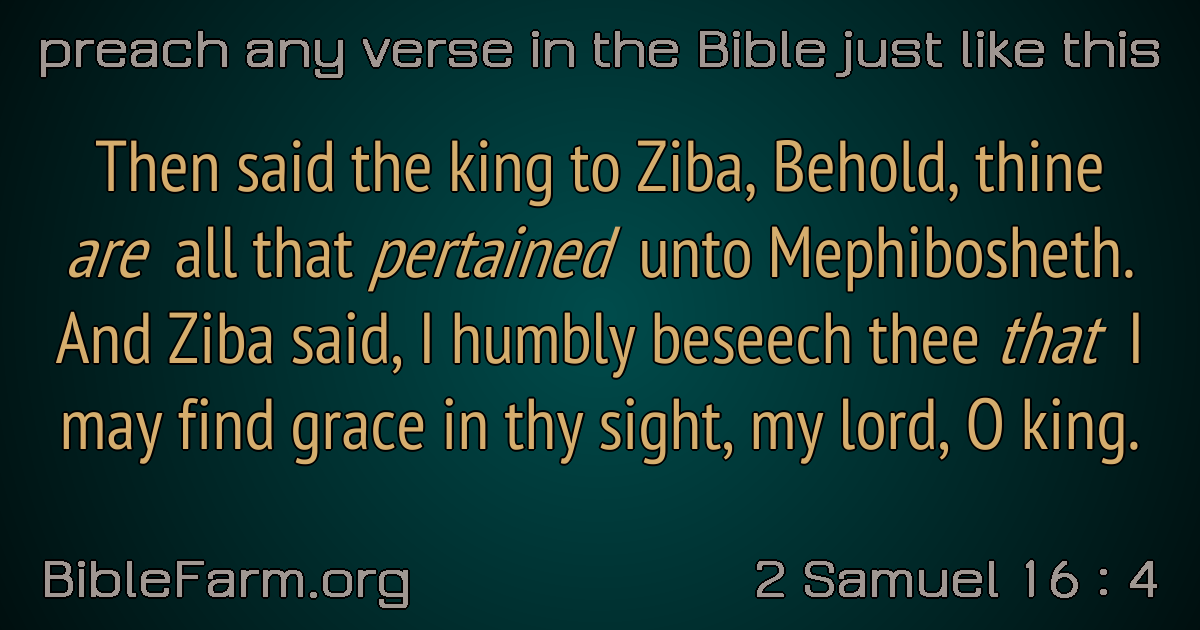 preach any verse in the Bible just like this
Then said the king to Ziba, Behold, thine
are all that pertained unto Mephibosheth.
And Ziba said, I humbly beseech thee that I
may find grace in thy sight, my lord, O king.
BibleFarm.org
2 Samuel 16 : 4